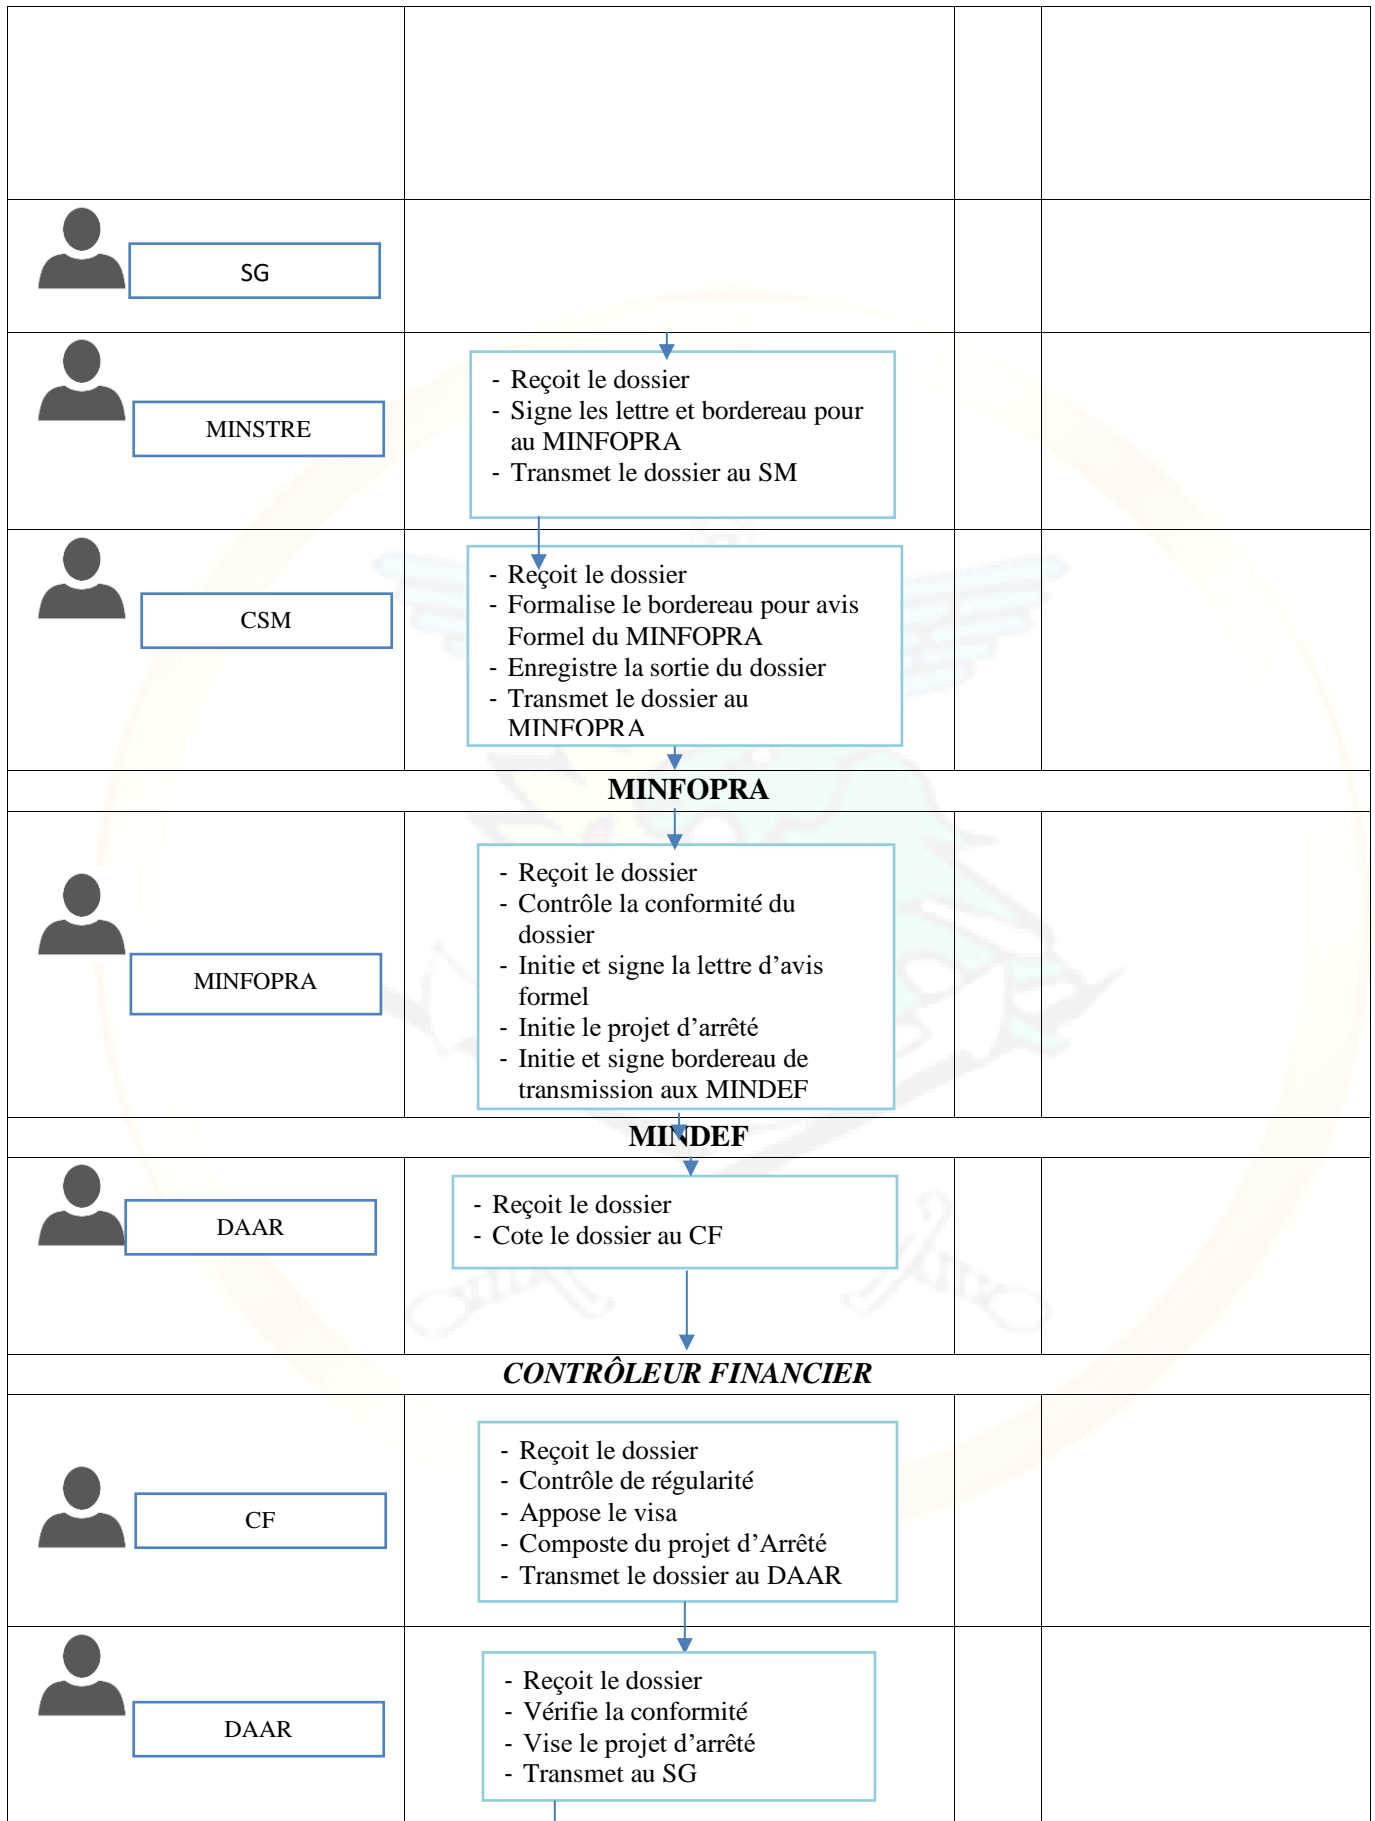 SG
MINSTRE
- Reçoit le dossier
- Signe les lettre et bordereau pour
au MINFOPRA
- Transmet le dossier au SM
CSM
- Reçoit le dossier
- Formalise le bordereau pour avis
Formel du MINFOPRA
- Enregistre la sortie du dossier
- Transmet le dossier au
MINFOPRA
MINFOPRA
MINFOPRA
- Reçoit le dossier
- Contrôle la conformité du
dossier
- Initie et signe la lettre d’avis
formel
- Initie le projet d’arrêté
- Initie et signe bordereau de
transmission aux MINDEF
MINDEF
DAAR
- Reçoit le dossier
- Cote le dossier au CF
CONTRÔLEUR FINANCIER
CF
- Reçoit le dossier
- Contrôle de régularité
- Appose le visa
- Composte du projet d’Arrêté
- Transmet le dossier au DAAR
DAAR
- Reçoit le dossier
- Vérifie la conformité
- Vise le projet d’arrêté
- Transmet au SG